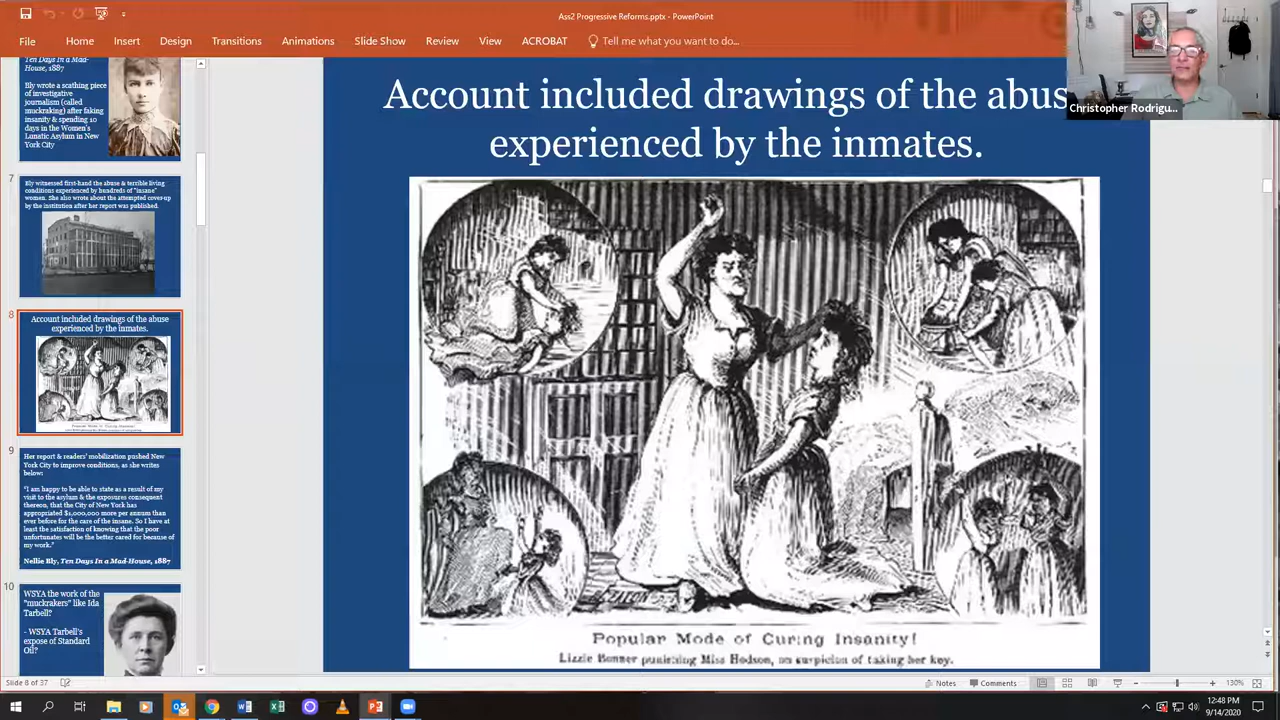 Ass2 Progressive Reforms.pptx - PowerPoint
File Home Insert Design Transitions Animations Slide Show Review View ACROBAT Tell me what you want to do...
Christopher Rodrigu...
Ten Days In a Mad-
House, 1887
Bly wrote a scathing piece
of investigative
journalism (called
muckraking) after faking
insanity & spending 10
days in the Women's
Lunatic Asylum in New
York City
7
Bly witnessed first-hand the abuse & terrible living
conditions experienced by hundreds of "insane"
women. She also wrote about the attempted cover-up
by the institution after her report was published.
8
Account included drawings of the abuse
experienced by the inmates.
Popular Mode of Curing Insanity!
9
Her report & readers' mobilization pushed New
York City to improve conditions, as she writes
below:
"I am happy to be able to state as a result of my
visit to the asylum & the exposures consequent
thereon, that the City of New York has
appropriated $1,000,000 more per annum than
ever before for the care of the insane. So I have at
least the satisfaction of knowing that the poor
unfortunates will be the better cared for because of
my work."
Nellie Bly, Ten Days In a Mad-House, 1887
10
WSYA the work of the
"muckrakers" like Ida
Tarbell?
- WSYA Tarbell's
expose of Standard
Oil?
Account included drawings of the abus
experienced by the inmates.
Popular Mode of Curing Insanity!
Lizzie Bonner punishing Miss Hodson, on suspicion of taking her key.
Slide 8 of 37
Notes Comments 130%
12:48 PM
9/14/2020